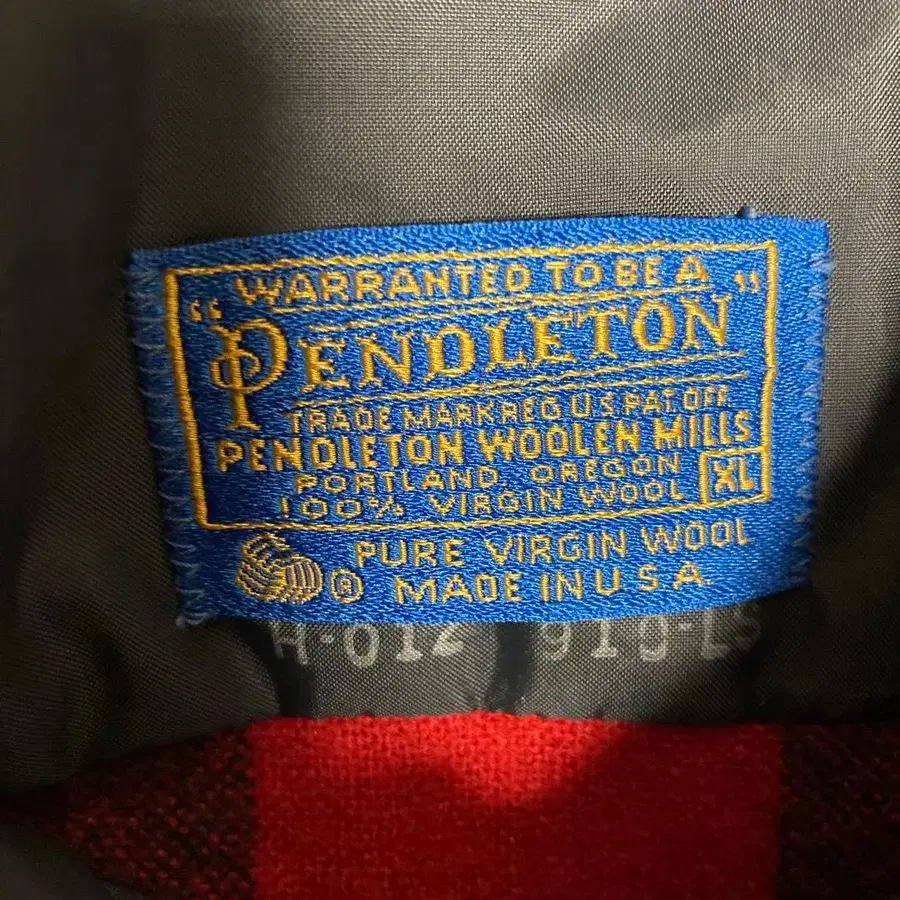 WARRANTED TO BE A
"PENDLETON"
TRADE MARK REG U.S. PAT. OFF
PENDLETON WOOLEN MILLS
PORTLAND, OREGON
100% VIRGIN WOOL XL
® PURE VIRGIN WOOL
MADE IN U S A
H-012